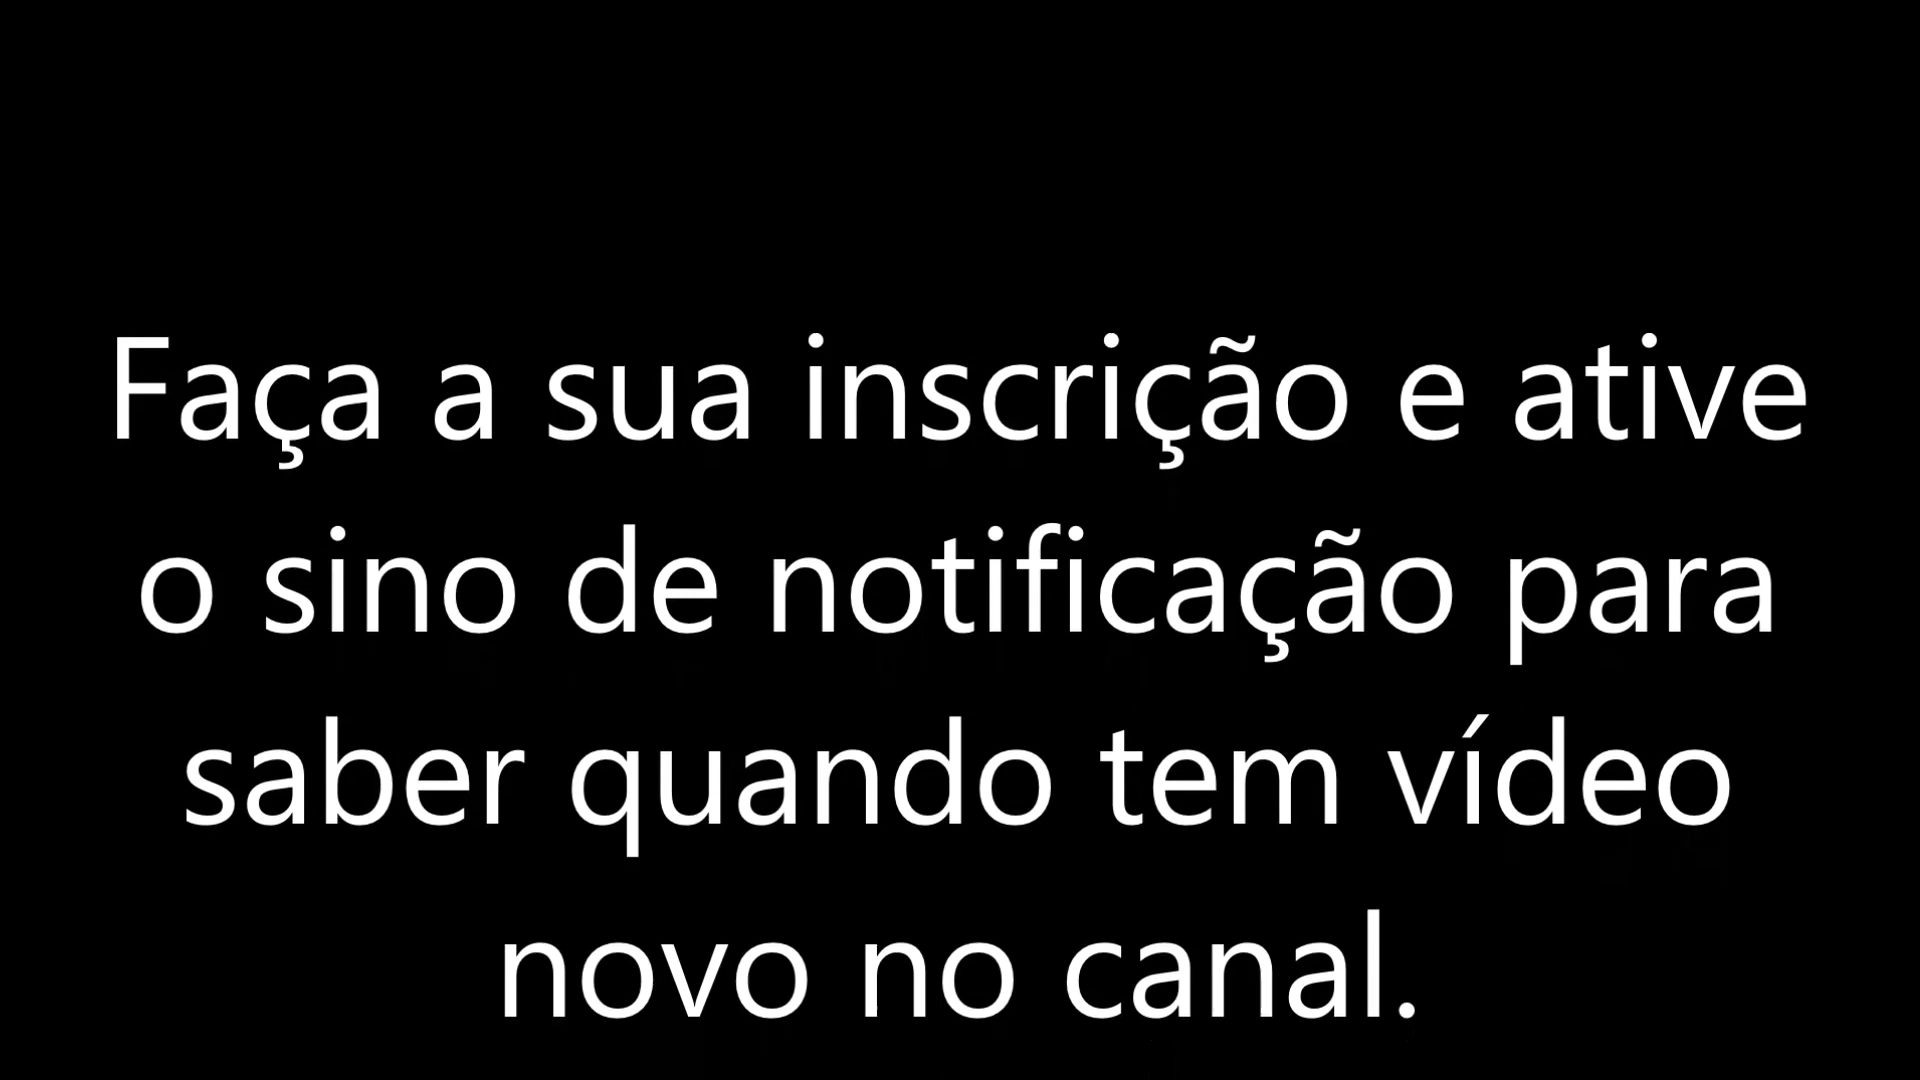 Faça a sua inscrição e ative
o sino de notificação para
saber quando tem vídeo
novo no canal.